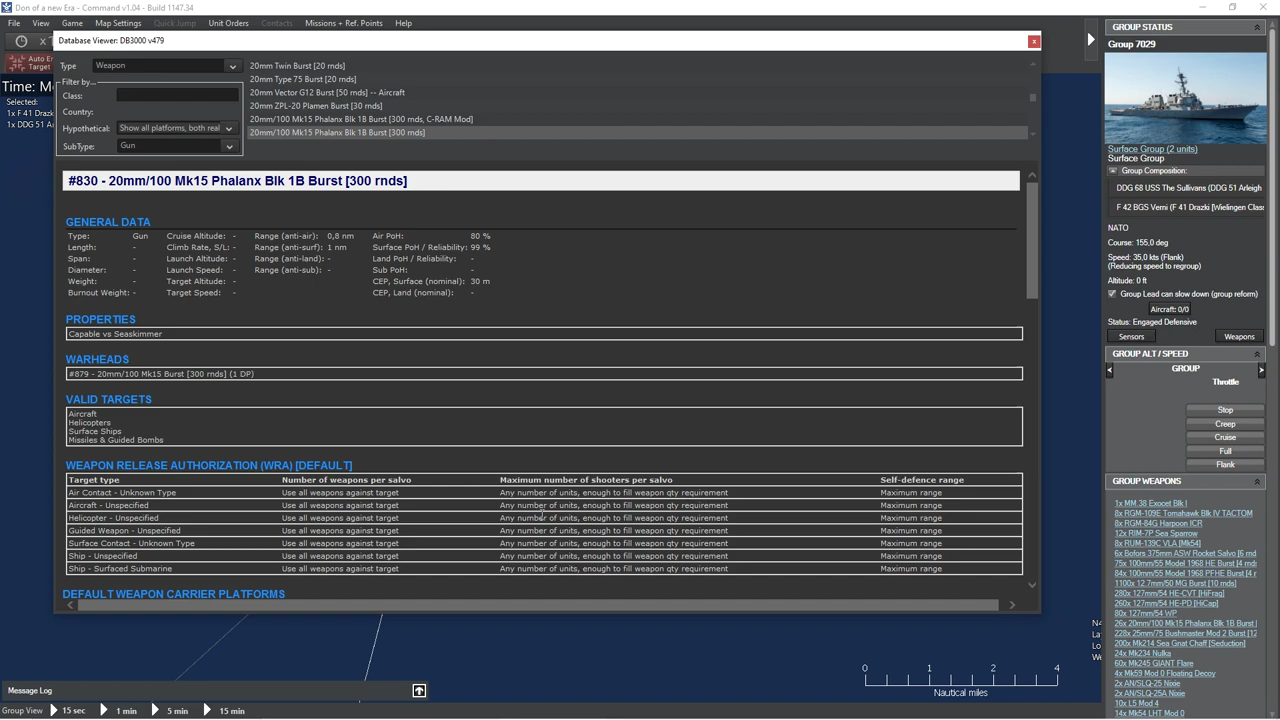 Don of a new Era - Command v1.04 - Build 1147.34
File View Game Map Settings Quick Jump Unit Orders Contacts Missions + Ref. Points Help
Auto
Target
Time:
Selected:
1x F 41 Drazk
1x DDG 51
Database Viewer: DB3000 v479
x
Type Weapon
Filter by...
Class:
Country:
Hypothetical: Show all platforms, both real
SubType: Gun
20mm Twin Burst [20 rnds]
20mm Type 75 Burst [20 rnds]
20mm Vector G12 Burst [50 rnds] -- Aircraft
20mm ZPL-20 Plamen Burst [30 rnds]
20mm/100 Mk15 Phalanx Blk 1B Burst [300 rnds, C-RAM Mod]
20mm/100 Mk15 Phalanx Blk 1B Burst [300 rnds]
#830 - 20mm/100 Mk15 Phalanx Blk 1B Burst [300 rnds]
GENERAL DATA
Type: Gun Cruise Altitude: - Range (anti-air): 0,8 nm Air PoH: 80 %
Length: - Climb Rate, S/L: - Range (anti-surf): 1 nm Surface PoH / Reliability: 99 %
Span: - Launch Altitude: - Range (anti-land): - Land PoH / Reliability: -
Diameter: - Launch Speed: - Range (anti-sub): - Sub PoH: -
Weight: - Target Altitude: - CEP, Surface (nominal): 30 m
Burnout Weight: - Target Speed: - CEP, Land (nominal): -
PROPERTIES
Capable vs Seaskimmer
WARHEADS
#879 - 20mm/100 Mk15 Burst [300 rnds] (1 DP)
VALID TARGETS
Aircraft
Helicopters
Surface Ships
Missiles & Guided Bombs
WEAPON RELEASE AUTHORIZATION (WRA) [DEFAULT]
Target type Number of weapons per salvo Maximum number of shooters per salvo Self-defence range
Air Contact - Unknown Type Use all weapons against target Any number of units, enough to fill weapon qty requirement Maximum range
Aircraft - Unspecified Use all weapons against target Any number of units, enough to fill weapon qty requirement Maximum range
Helicopter - Unspecified Use all weapons against target Any number of units, enough to fill weapon qty requirement Maximum range
Guided Weapon - Unspecified Use all weapons against target Any number of units, enough to fill weapon qty requirement Maximum range
Surface Contact - Unknown Type Use all weapons against target Any number of units, enough to fill weapon qty requirement Maximum range
Ship - Unspecified Use all weapons against target Any number of units, enough to fill weapon qty requirement Maximum range
Ship - Surfaced Submarine Use all weapons against target Any number of units, enough to fill weapon qty requirement Maximum range
DEFAULT WEAPON CARRIER PLATFORMS
0 1 2 3 4
Nautical miles
Message Log
Group View 15 sec 1 min 5 min 15 min
GROUP STATUS
Group 7029
Surface Group (2 units)
Surface Group
Group Composition:
DDG 68 USS The Sullivans (DDG 51 Arleigh
F 42 BGS Verni (F 41 Drazki [Wielingen Class
NATO
Course: 155,0 deg
Speed: 35,0 kts (Flank)
(Reducing speed to regroup)
Altitude: 0 ft
Group Lead can slow down (group reform)
Aircraft: 0/0
Status: Engaged Defensive
Sensors Weapons
GROUP ALT / SPEED
GROUP
Throttle
Stop
Creep
Cruise
Full
Flank
GROUP WEAPONS
1x MM.38 Exocet Blk I
8x RGM-109E Tomahawk Blk IV TACTOM
8x RGM-84G Harpoon ICR
12x RIM-7P Sea Sparrow
8x RUM-139C VLA [Mk54]
6x Bofors 375mm ASW Rocket Salvo [6 rnd
75x 100mm/55 Model 1968 HE Burst [4 rnd
84x 100mm/55 Model 1968 PFHE Burst [4 r
1100x 12.7mm/50 MG Burst [10 rnds]
280x 127mm/54 HE-CVT [HiFrag]
260x 127mm/54 HE-PD [HiCap]
80x 127mm/54 WP
26x 20mm/100 Mk15 Phalanx Blk 1B Burst
228x 25mm/75 Bushmaster Mod 2 Burst [12
200x Mk214 Sea Gnat Chaff [Seduction]
24x Mk234 Nulka
60x Mk245 GIANT Flare
4x Mk59 Mod 0 Floating Decoy
2x AN/SLQ-25 Nixie
2x AN/SLQ-25A Nixie
10x L5 Mod 4
14x Mk54 LHT Mod 0